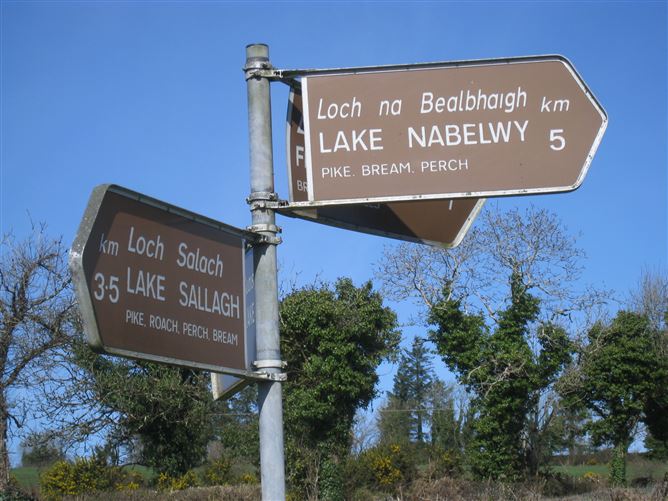 Loch na Bealbhaigh km
LAKE NABELWY 5
PIKE. BREAM. PERCH
km Loch Salach
3·5 LAKE SALLAGH
PIKE, ROACH, PERCH, BREAM